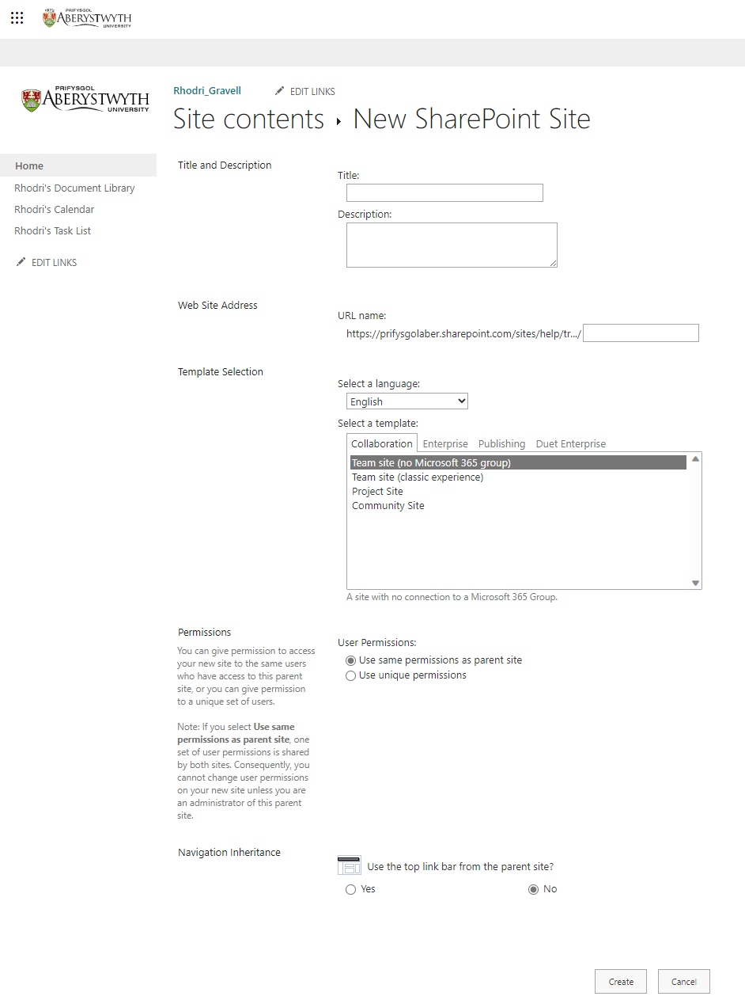 PRIFYSGOL
ABERYSTWYTH
UNIVERSITY
PRIFYSGOL
ABERYSTWYTH
UNIVERSITY
Rhodri_Gravell
EDIT LINKS
Site contents ▸ New SharePoint Site
Home
Rhodri's Document Library
Rhodri's Calendar
Rhodri's Task List
EDIT LINKS
Title and Description
Title:
Description:
Web Site Address
URL name:
https://prifysgolaber.sharepoint.com/sites/help/tr.../
Template Selection
Select a language:
English
Select a template:
Collaboration Enterprise Publishing Duet Enterprise
Team site (no Microsoft 365 group)
Team site (classic experience)
Project Site
Community Site
A site with no connection to a Microsoft 365 Group.
Permissions
You can give permission to access
your new site to the same users
who have access to this parent
site, or you can give permission
to a unique set of users.
Note: If you select Use same
permissions as parent site, one
set of user permissions is shared
by both sites. Consequently, you
cannot change user permissions
on your new site unless you are
an administrator of this parent
site.
User Permissions:
Use same permissions as parent site
Use unique permissions
Navigation Inheritance
Use the top link bar from the parent site?
Yes No
Create Cancel